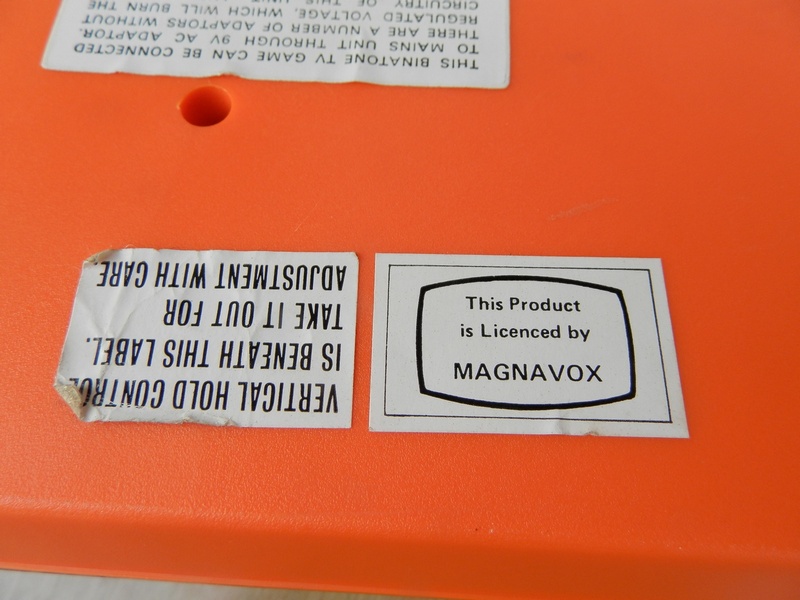 THIS BINATONE TV GAME CAN BE CONNECTED
TO MAINS UNIT THROUGH 9V AC ADAPTOR.
THERE ARE A NUMBER OF ADAPTORS WITHOUT
REGULATED VOLTAGE, WHICH WILL BURN THE
CIRCUITRY OF THIS
VERTICAL HOLD CONTROL
IS BENEATH THIS LABEL.
TAKE IT OUT FOR
ADJUSTMENT WITH CARE.
This Product
is Licenced by
MAGNAVOX